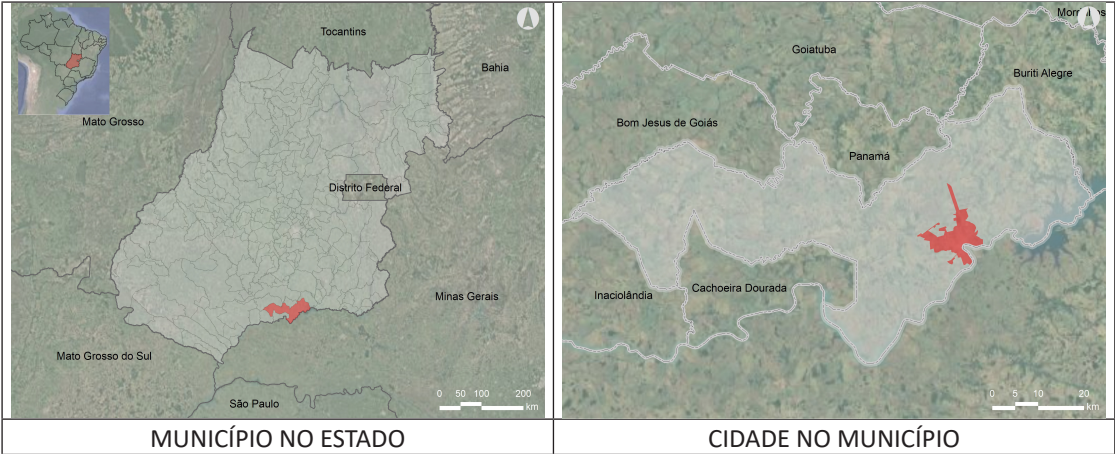 Tocantins
Bahia
Mato Grosso
Distrito Federal
Minas Gerais
Mato Grosso do Sul
São Paulo
0 50 100 200
km
MUNICÍPIO NO ESTADO
Goiatuba
Buriti Alegre
Bom Jesus de Goiás
Panamá
Inaciolândia
Cachoeira Dourada
0 5 10 20
km
CIDADE NO MUNICÍPIO